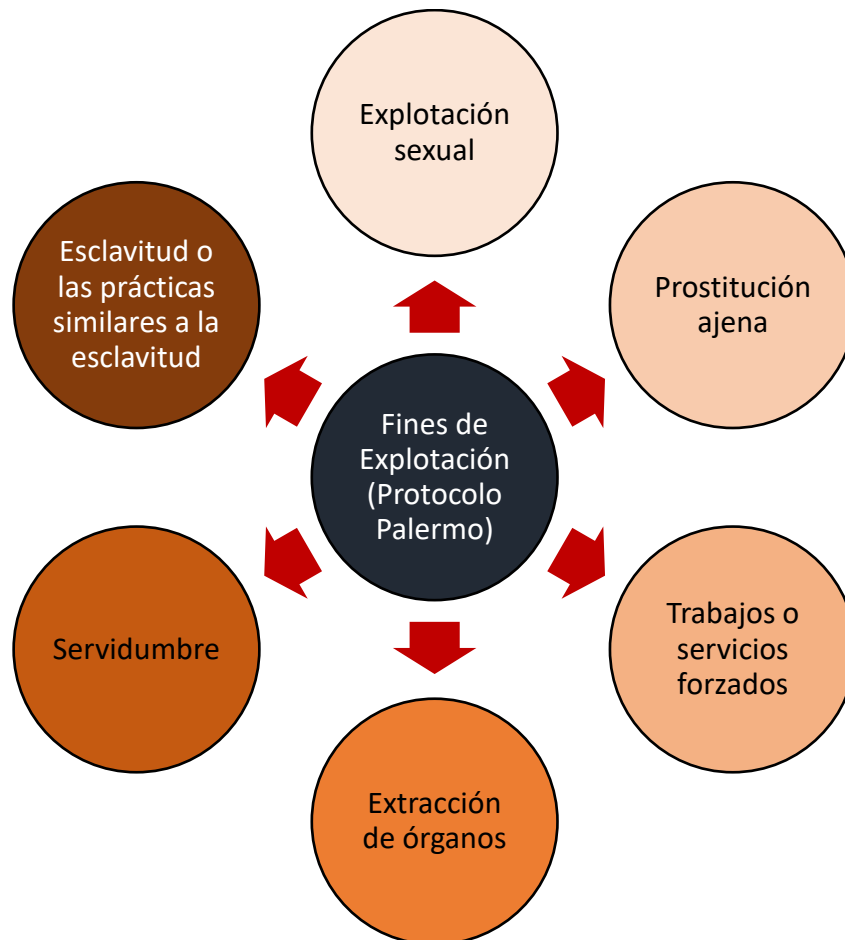 Explotación
sexual
Prostitución
ajena
Trabajos o
servicios
forzados
Extracción
de órganos
Servidumbre
Esclavitud o
las prácticas
similares a la
esclavitud
Fines de
Explotación
(Protocolo
Palermo)